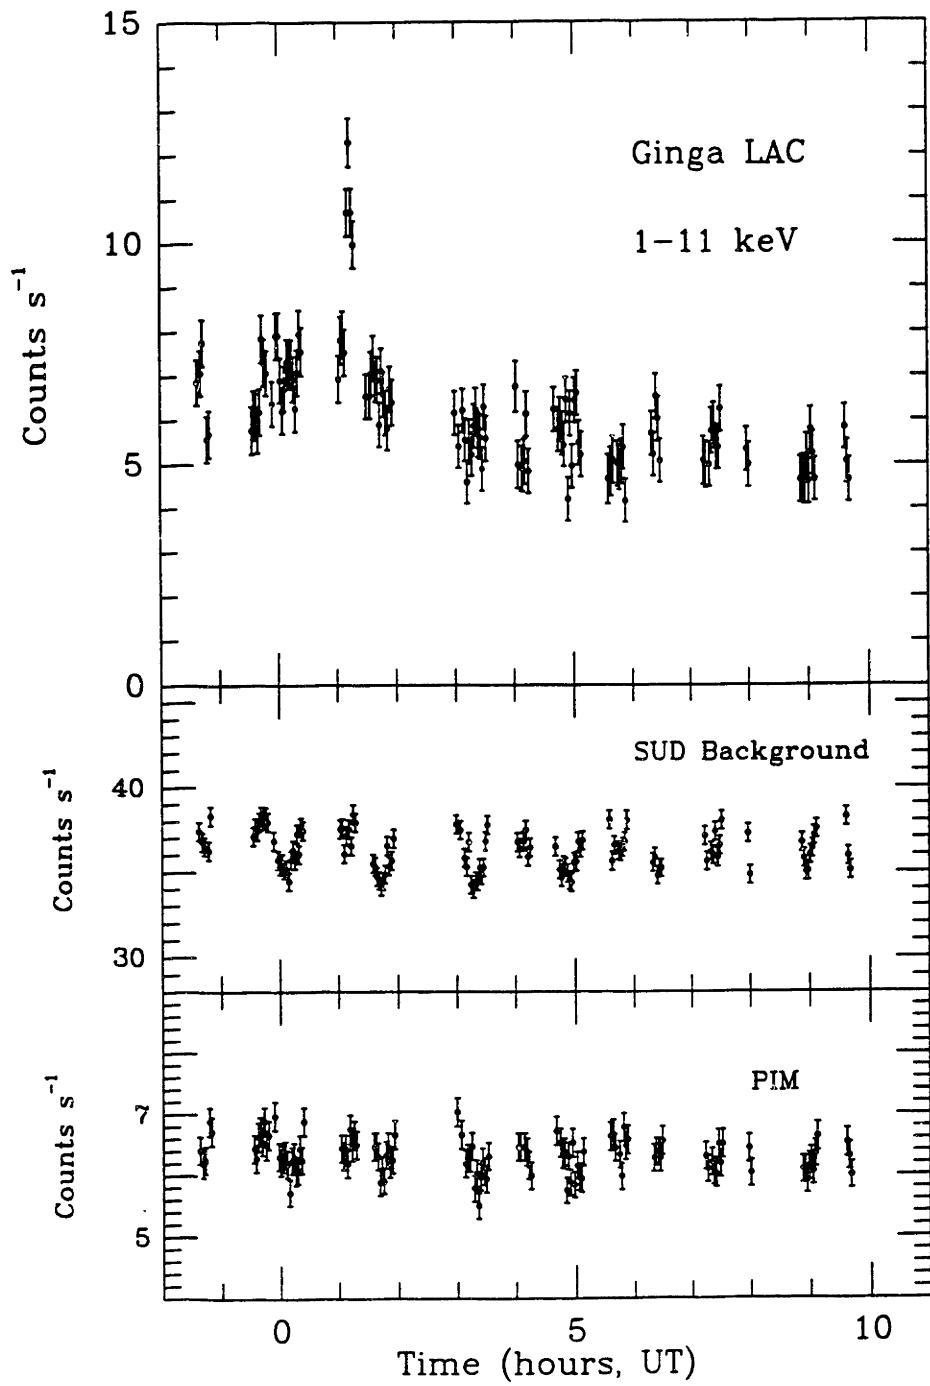 15
Ginga LAC
1−11 keV
10
Counts s⁻¹
5
0
SUD Background
40
Counts s⁻¹
30
PIM
7
Counts s⁻¹
5
0 5 10
Time (hours, UT)